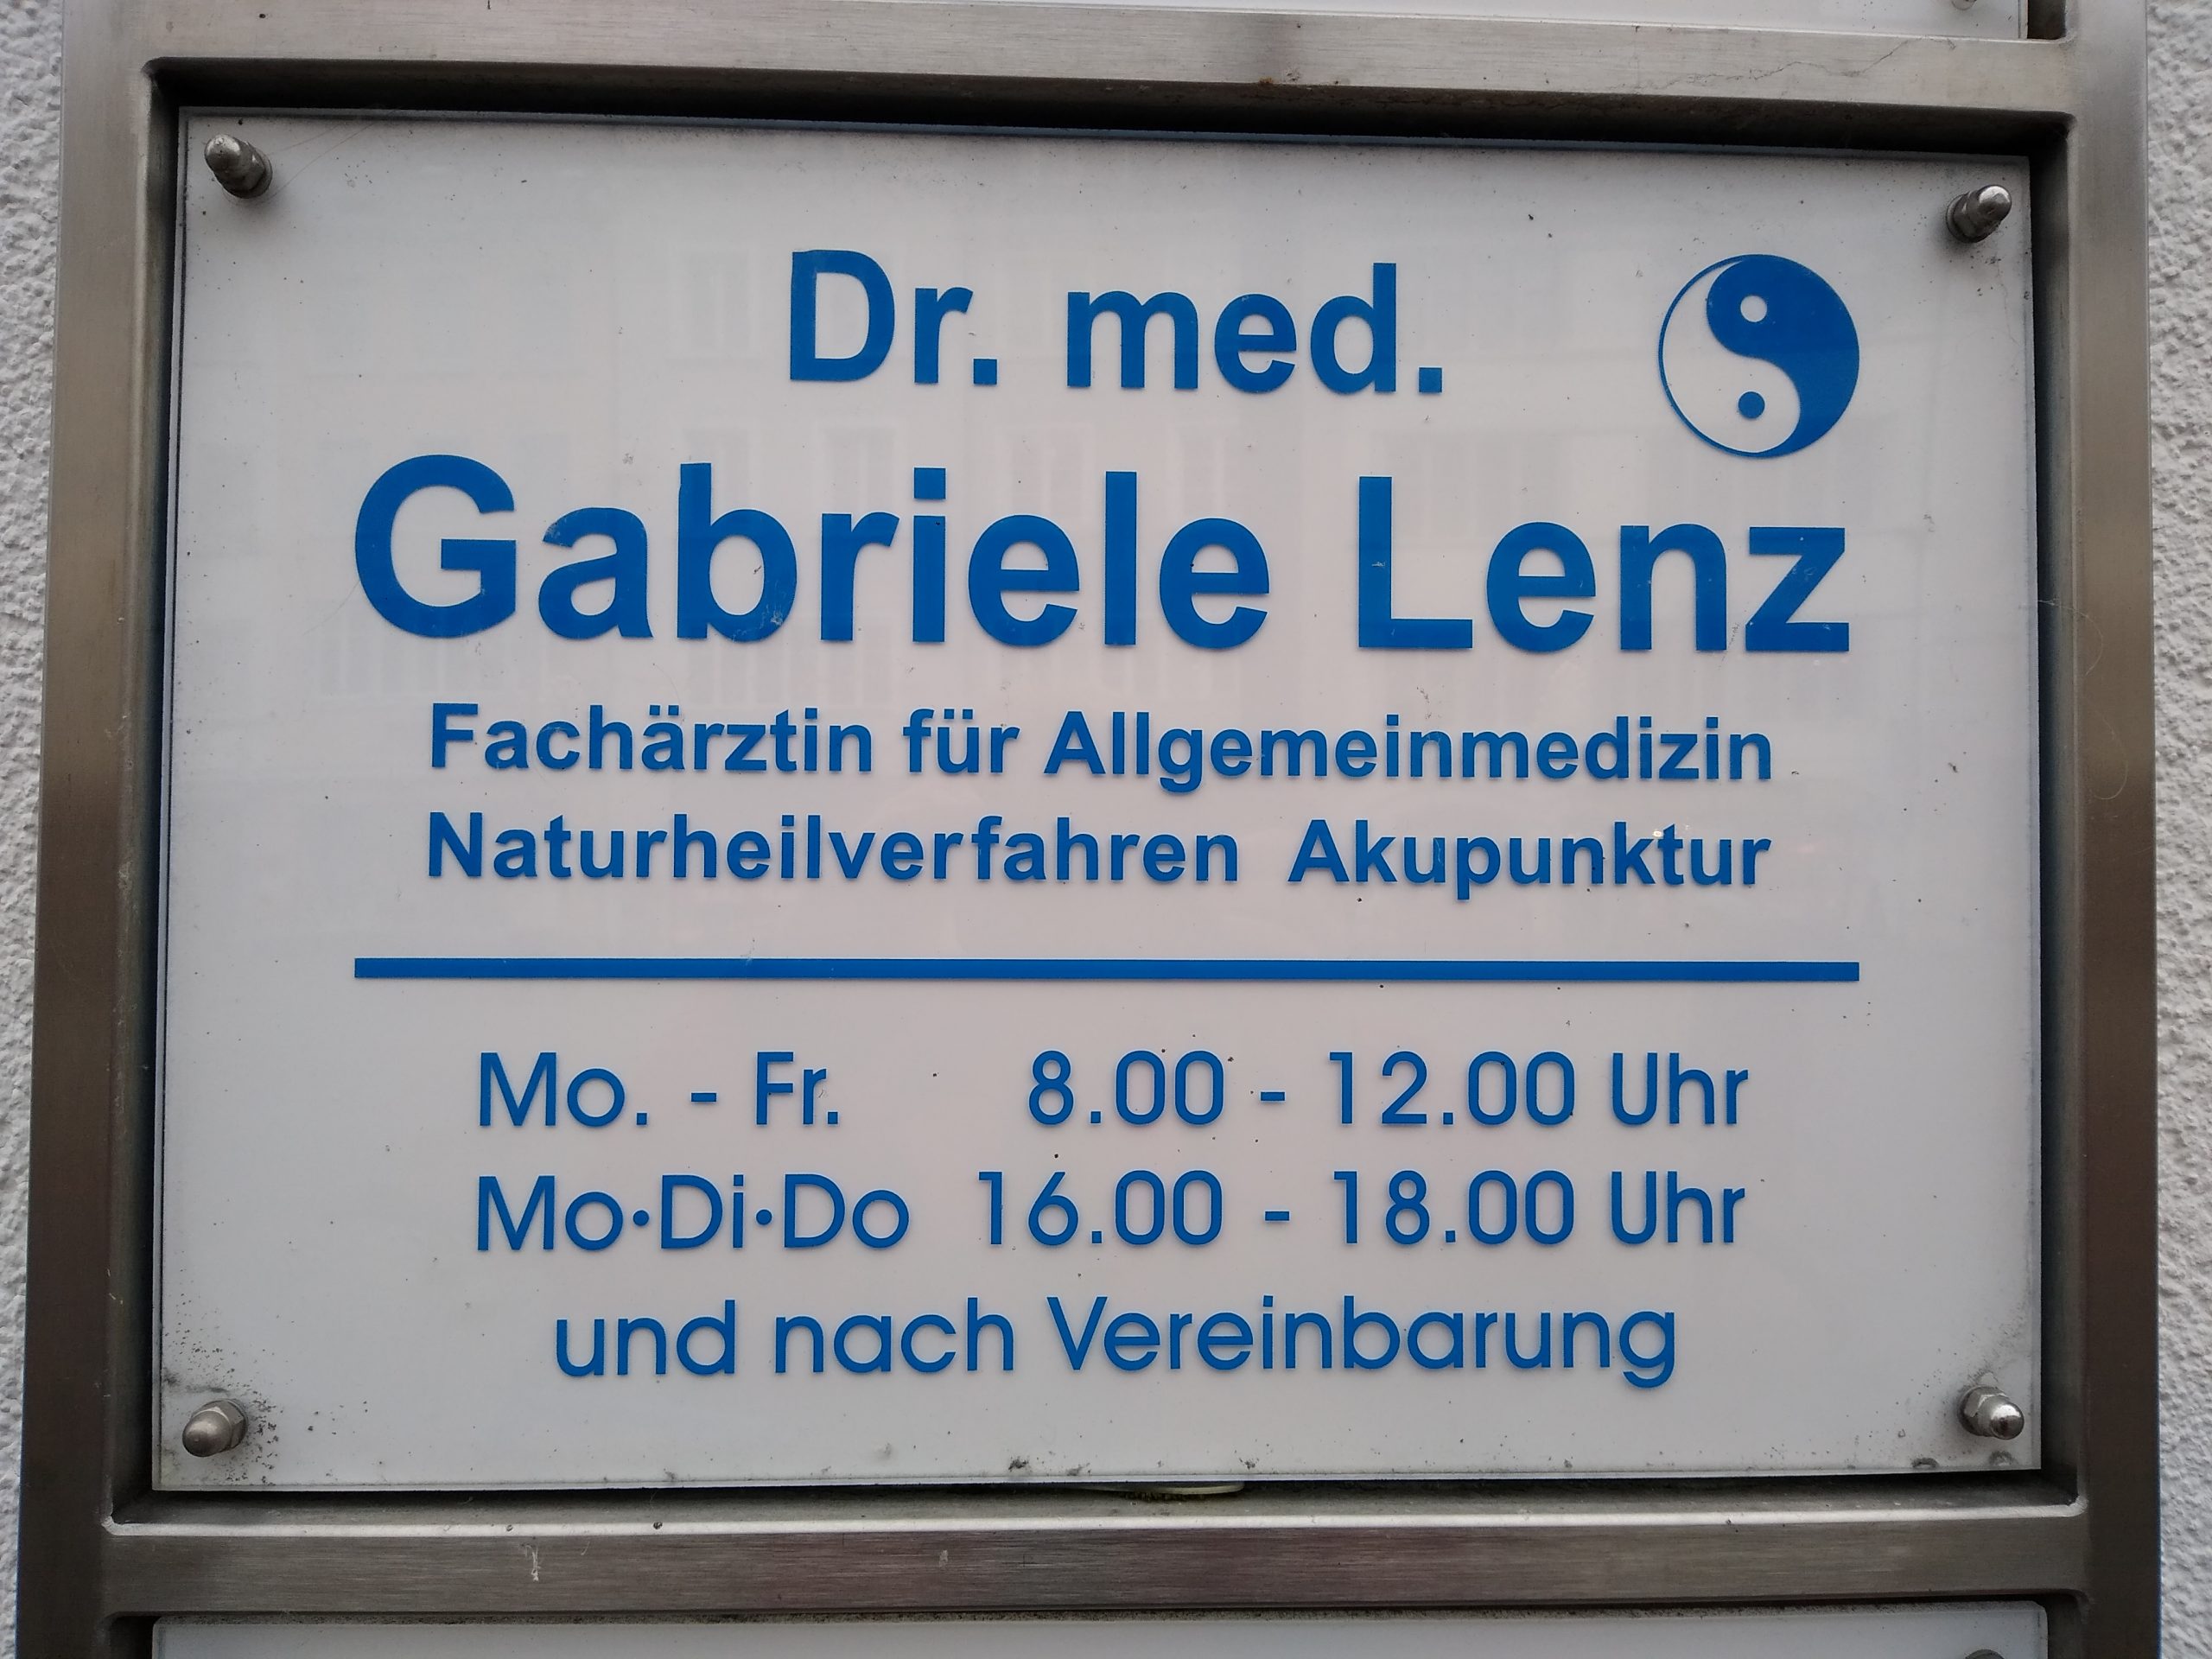 Dr. med.
Gabriele Lenz
Fachärztin für Allgemeinmedizin
Naturheilverfahren Akupunktur
Mo. - Fr. 8.00 - 12.00 Uhr
Mo·Di·Do 16.00 - 18.00 Uhr
und nach Vereinbarung